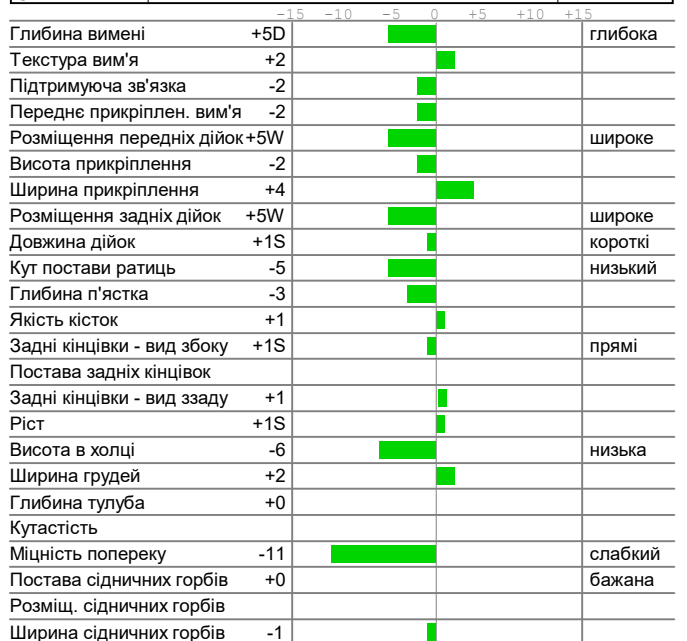 -15 -10 -5 0 +5 +10 +15
Глибина вимені +5D глибока
Текстура вим'я +2
Підтримуюча зв'язка -2
Переднє прикріплен. вим'я -2
Розміщення передніх дійок +5W широке
Висота прикріплення -2
Ширина прикріплення +4
Розміщення задніх дійок +5W широке
Довжина дійок +1S короткі
Кут постави ратиць -5 низький
Глибина п'ястка -3
Якість кісток +1
Задні кінцівки - вид збоку +1S прямі
Постава задніх кінцівок
Задні кінцівки - вид ззаду +1
Ріст +1S
Висота в холці -6 низька
Ширина грудей +2
Глибина тулуба +0
Кутастість
Міцність попереку -11 слабкий
Постава сідничних горбів +0 бажана
Розміщ. сідничних горбів
Ширина сідничних горбів -1